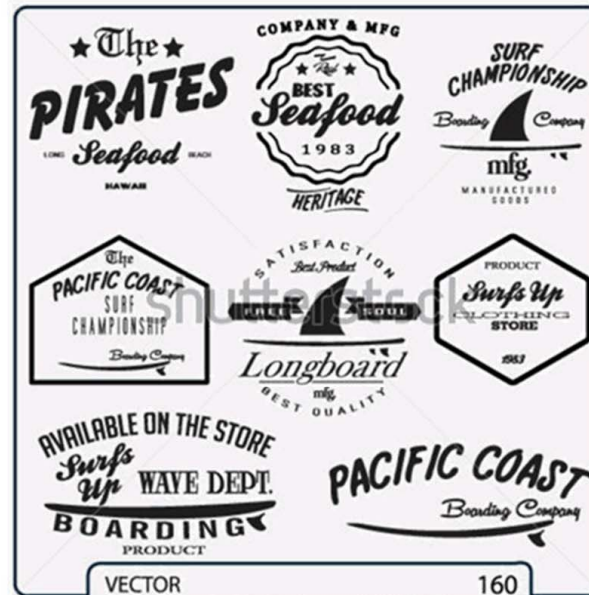 The
PIRATES
LONG Seafood BEACH
HAWAII
COMPANY & MFG
The Real
BEST
Seafood
1983
HERITAGE
SURF
CHAMPIONSHIP
Boarding Company
mfg.
MANUFACTURED
GOODS
The
PACIFIC COAST
SURF
CHAMPIONSHIP
Boarding Company
SATISFACTION
Best Product
FREE SOUL
Longboard
mfg.
BEST QUALITY
PRODUCT
Surfs Up
CLOTHING
STORE
1983
shutterstock
AVAILABLE ON THE STORE
Surfs
Up WAVE DEPT.
BOARDING
PRODUCT
PACIFIC COAST
Boarding Company
VECTOR 160